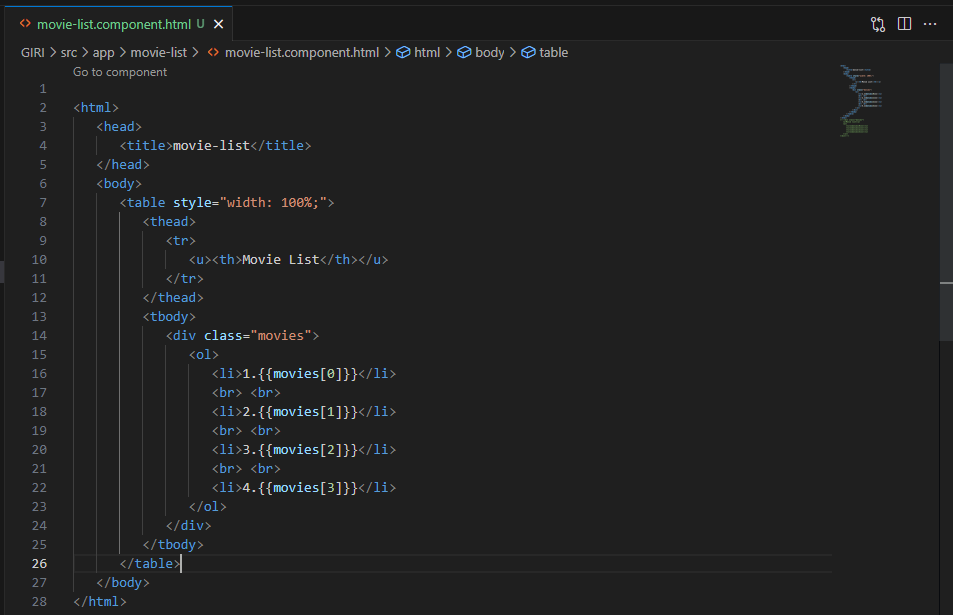 movie-list.component.html U
GIRI > src > app > movie-list > movie-list.component.html > html > body > table
Go to component
1
2 <html>
3 <head>
4 <title>movie-list</title>
5 </head>
6 <body>
7 <table style="width: 100%;">
8 <thead>
9 <tr>
10 <u><th>Movie List</th></u>
11 </tr>
12 </thead>
13 <tbody>
14 <div class="movies">
15 <ol>
16 <li>1.{{movies[0]}}</li>
17 <br> <br>
18 <li>2.{{movies[1]}}</li>
19 <br> <br>
20 <li>3.{{movies[2]}}</li>
21 <br> <br>
22 <li>4.{{movies[3]}}</li>
23 </ol>
24 </div>
25 </tbody>
26 </table>
27 </body>
28 </html>